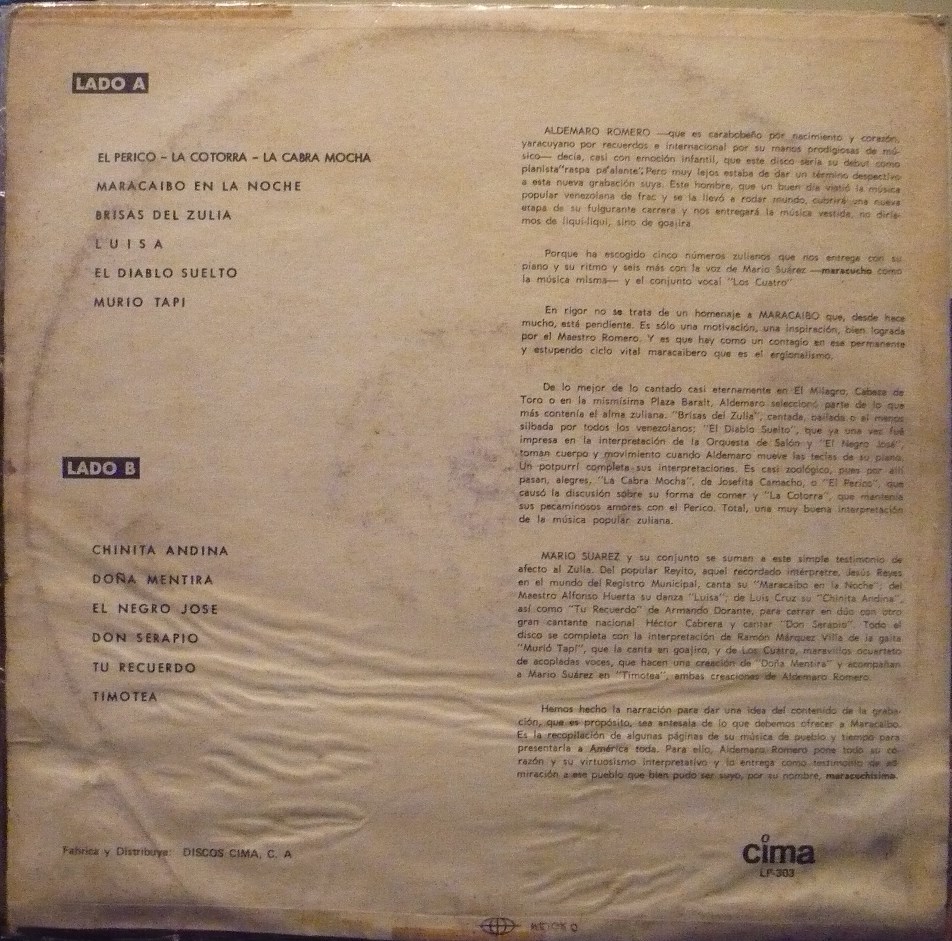 LADO A
EL PERICO - LA COTORRA - LA CABRA MOCHA
MARACAIBO EN LA NOCHE
BRISAS DEL ZULIA
LUISA
EL DIABLO SUELTO
MURIO TAPI
LADO B
CHINITA ANDINA
DOÑA MENTIRA
EL NEGRO JOSE
DON SERAPIO
TU RECUERDO
TIMOTEA
Fabrica y Distribuye: DISCOS CIMA, C. A
ALDEMARO ROMERO —que es carabobeño por nacimiento y corazón,
yaracuyano por recuerdos e internacional por su manos prodigiosas de mú-
sico— decía, casi con emoción infantil, que este disco sería su debut como
pianista "raspa pa'alante". Pero muy lejos estaba de dar un término despectivo
a esta nueva grabación suya. Este hombre, que un buen día vistió la música
popular venezolana de frac y se la llevó a rodar mundo, cubrirá una nueva
etapa de su fulgurante carrera y nos entregará la música vestida, no diría-
mos de liqui-liqui, sino de goajira
Porque ha escogido cinco números zulianos que nos entrega con su
piano y su ritmo y seis más con la voz de Mario Suárez —maracucho como
la música misma— y el conjunto vocal "Los Cuatro"
En rigor no se trata de un homenaje a MARACAIBO que, desde hace
mucho, está pendiente. Es sólo una motivación, una inspiración, bien lograda
por el Maestro Romero. Y es que hay como un contagio en ese permanente
y estupendo ciclo vital maracaibero que es el ergionalismo.
De lo mejor de lo cantado casi eternamente en El Milagro, Cabeza de
Toro o en la mismísima Plaza Baralt, Aldemaro seleccionó parte de lo que
más contenía el alma zuliana. "Brisas del Zulia", cantada, bailada o al menos
silbada por todos los venezolanos; "El Diablo Suelto", que ya una vez fué
impresa en la interpretación de la Orquesta de Salón y "El Negro José",
toman cuerpo y movimiento cuando Aldemaro mueve las teclas de su piano.
Un potpurrí completa sus interpretaciones. Es casi zoológico, pues por allí
pasan, alegres, "La Cabra Mocha", de Josefita Camacho, o "El Perico", que
causó la discusión sobre su forma de comer y "La Cotorra", que mantenía
sus pecaminosos amores con el Perico. Total, una muy buena interpretación
de la música popular zuliana.
MARIO SUAREZ y su conjunto se suman a este simple testimonio de
afecto al Zulia. Del popular Reyito, aquel recordado intérpretre, Jesús Reyes
en el mundo del Registro Municipal, canta su "Maracaibo en la Noche"; del
Maestro Alfonso Huerta su danza "Luisa"; de Luis Cruz su "Chinita Andina",
así como "Tu Recuerdo" de Armando Dorante, para cerrar en dúo con otro
gran cantante nacional Héctor Cabrera y cantar "Don Serapio". Todo el
disco se completa con la interpretación de Ramón Márquez Villa de la gaita
"Murió Tapi", que la canta en goajiro, y de Los Cuatro, maravillos ocuarteto
de acopladas voces, que hacen una creación de "Doña Mentira" y acompañan
a Mario Suárez en "Timotea", ambas creaciones de Aldemaro Romero.
Hemos hecho la narración para dar una idea del contenido de la graba-
ción, que es propósito, sea antesala de lo que debemos ofrecer a Maracaibo.
Es la recopilación de algunas páginas de su música de pueblo y tiempo para
presentarla a América toda. Para ello, Aldemaro Romero pone todo su co-
razón y su virtuosismo interpretativo y lo entrega como testimonio de ad
miración a ese pueblo que bien pudo ser suyo, por su nombre, maracuchísimo.
cima
LP-303